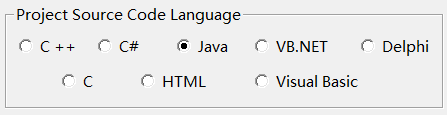 Project Source Code Language
C ++ C# Java VB.NET Delphi
C HTML Visual Basic